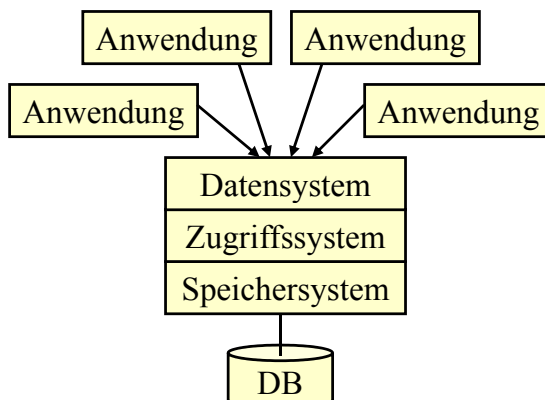 Anwendung
Anwendung
Anwendung
Anwendung
Datensystem
Zugriffssystem
Speichersystem
DB